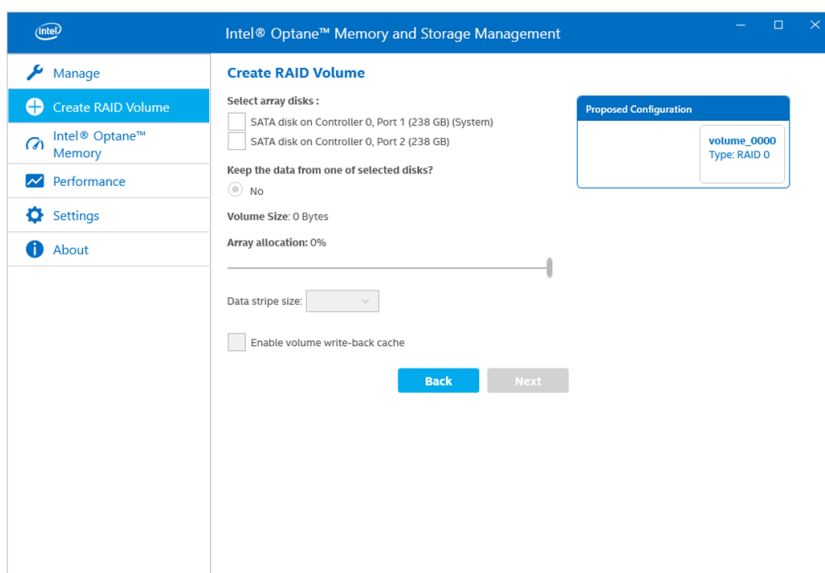 intel
Intel® Optane™ Memory and Storage Management
Manage
Create RAID Volume
Intel® Optane™
Memory
Performance
Settings
About
Create RAID Volume
Select array disks :
SATA disk on Controller 0, Port 1 (238 GB) (System)
SATA disk on Controller 0, Port 2 (238 GB)
Keep the data from one of selected disks?
No
Volume Size: 0 Bytes
Array allocation: 0%
Data stripe size:
Enable volume write-back cache
Back
Next
Proposed Configuration
volume_0000
Type: RAID 0